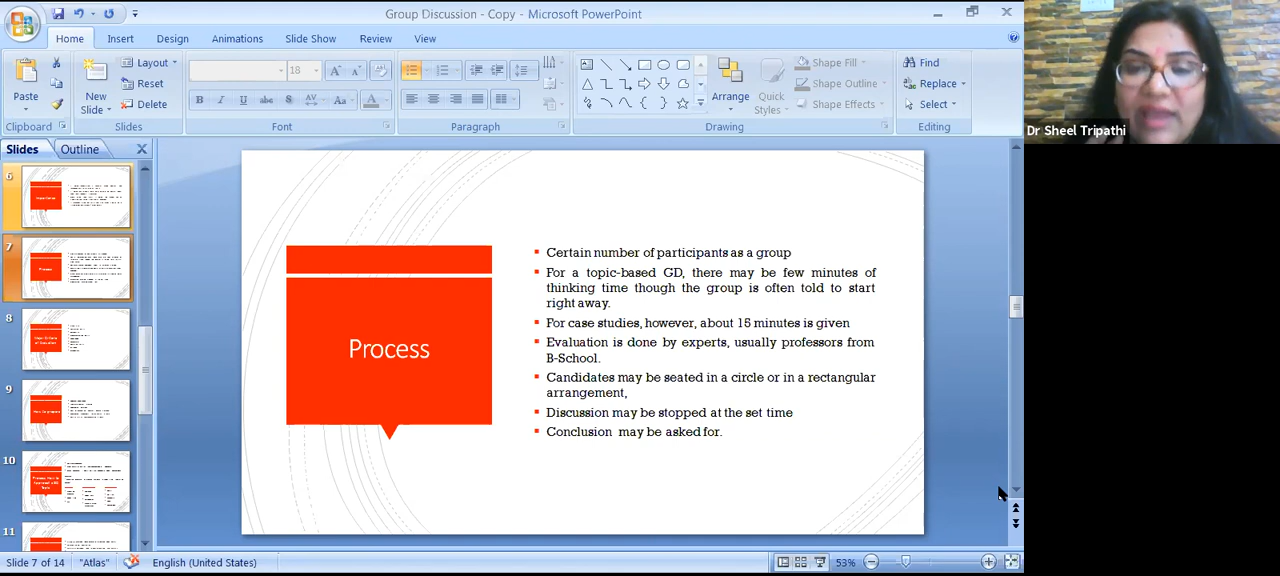 Group Discussion - Copy - Microsoft PowerPoint
Home
Insert
Design
Animations
Slide Show
Review
View
Paste
Clipboard
New
Slide
Layout
Reset
Delete
Slides
18
B I U abc S AV Aa A
Font
Paragraph
Arrange
Quick
Styles
Shape Fill
Shape Outline
Shape Effects
Drawing
Find
Replace
Select
Editing
Dr Sheel Tripathi
Slides
Outline
6
7
Process
8
9
10
11
Process
Certain number of participants as a group
For a topic-based GD, there may be few minutes of
thinking time though the group is often told to start
right away.
For case studies, however, about 15 minutes is given
Evaluation is done by experts, usually professors from
B-School.
Candidates may be seated in a circle or in a rectangular
arrangement,
Discussion may be stopped at the set time
Conclusion may be asked for.
Slide 7 of 14
"Atlas"
English (United States)
53%